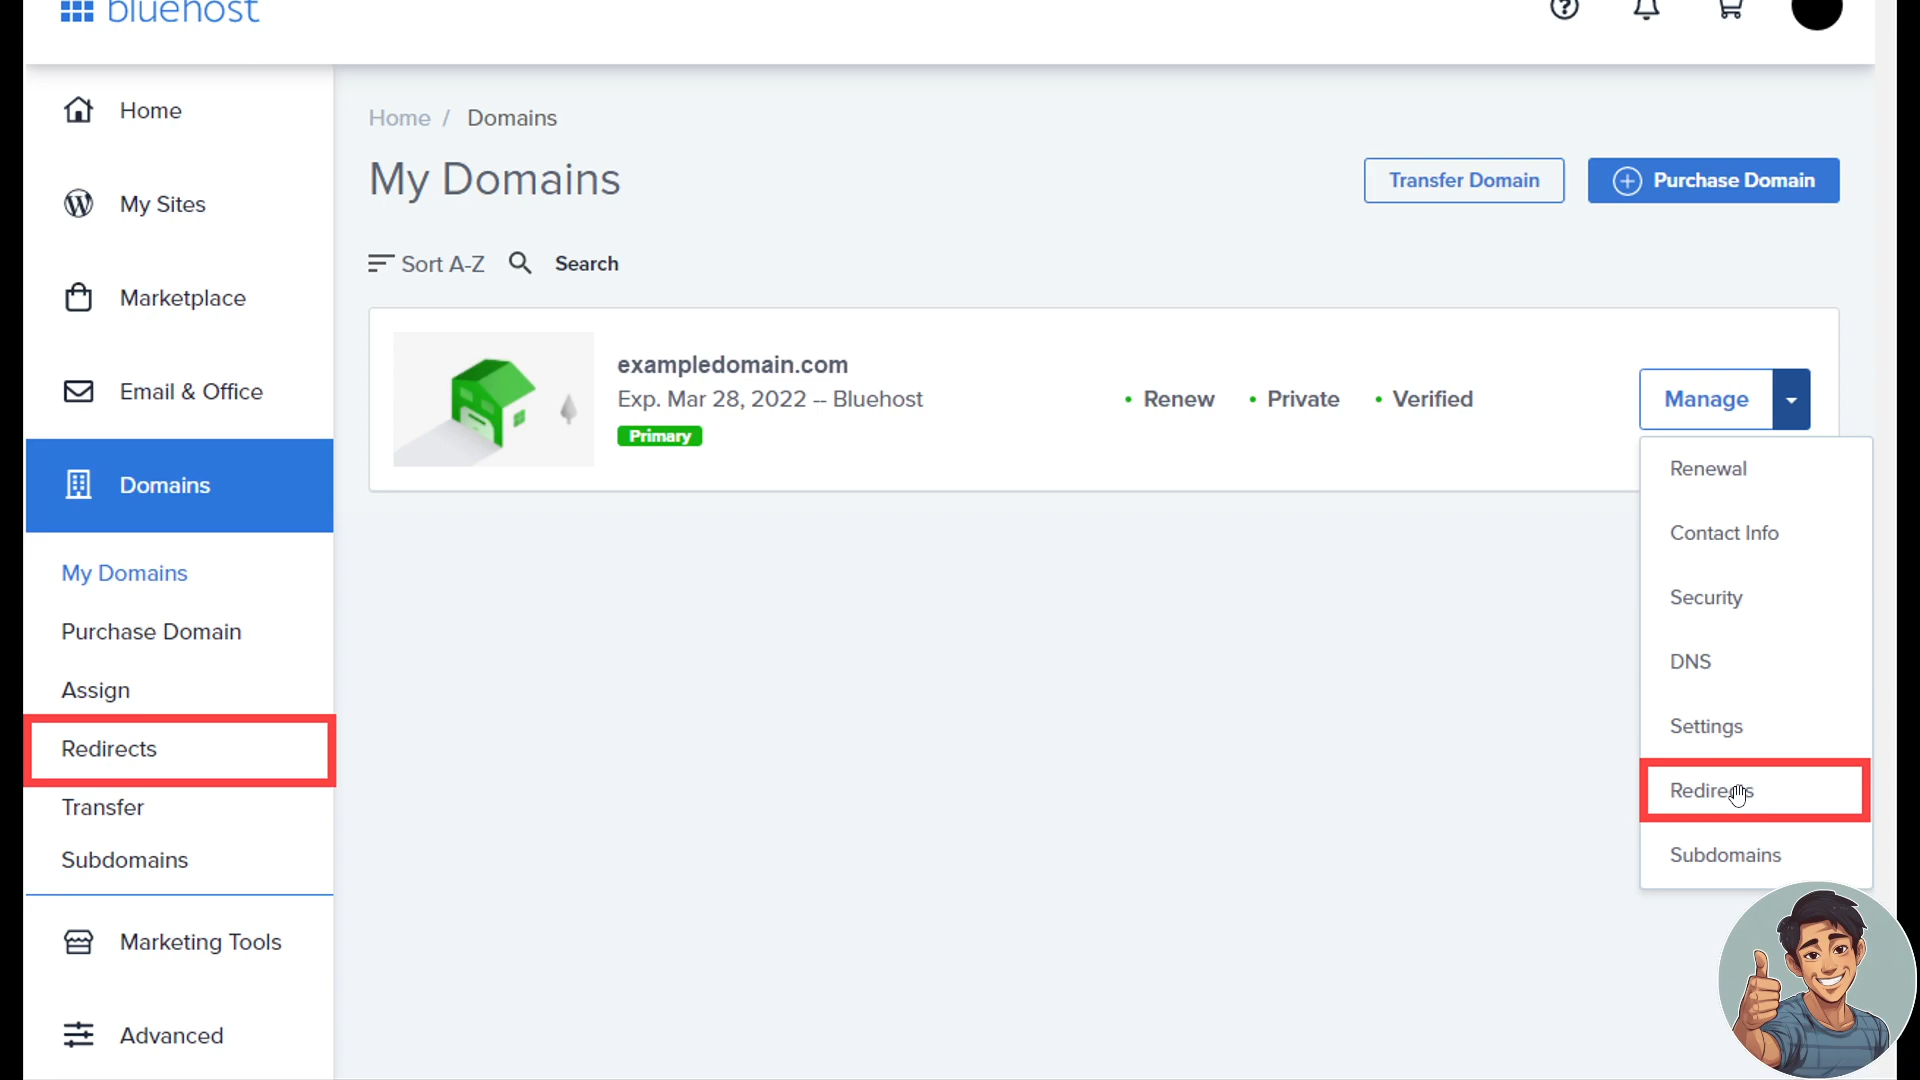 bluehost
Home
My Sites
Marketplace
Email & Office
Domains
My Domains
Purchase Domain
Assign
Redirects
Transfer
Subdomains
Marketing Tools
Advanced
Home / Domains
My Domains
Transfer Domain
Purchase Domain
Sort A-Z
Search
exampledomain.com
Exp. Mar 28, 2022 -- Bluehost
Primary
• Renew • Private • Verified
Manage
Renewal
Contact Info
Security
DNS
Settings
Redirects
Subdomains